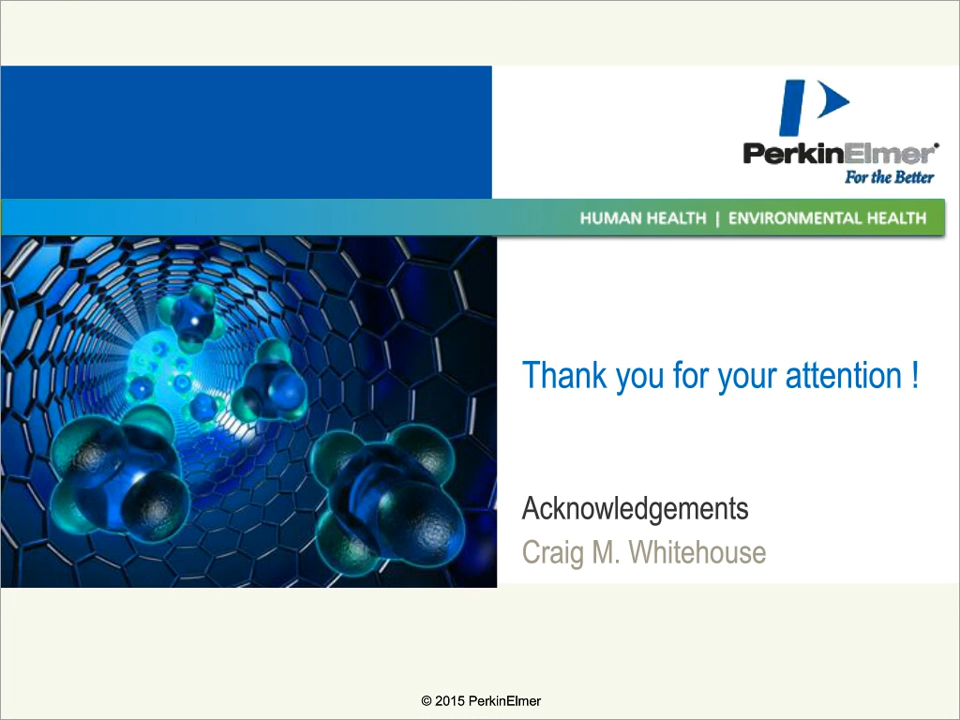 PerkinElmer
For the Better
HUMAN HEALTH | ENVIRONMENTAL HEALTH
Thank you for your attention !
Acknowledgements
Craig M. Whitehouse
© 2015 PerkinElmer